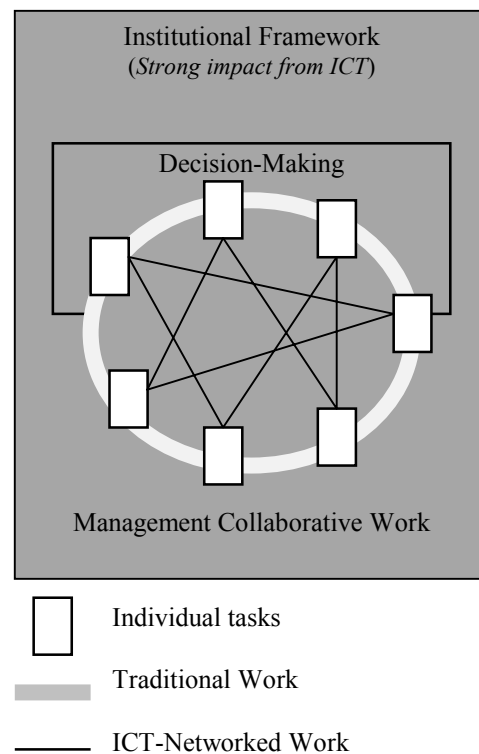 Institutional Framework
(Strong impact from ICT)
Decision-Making
Management Collaborative Work
Individual tasks
Traditional Work
ICT-Networked Work